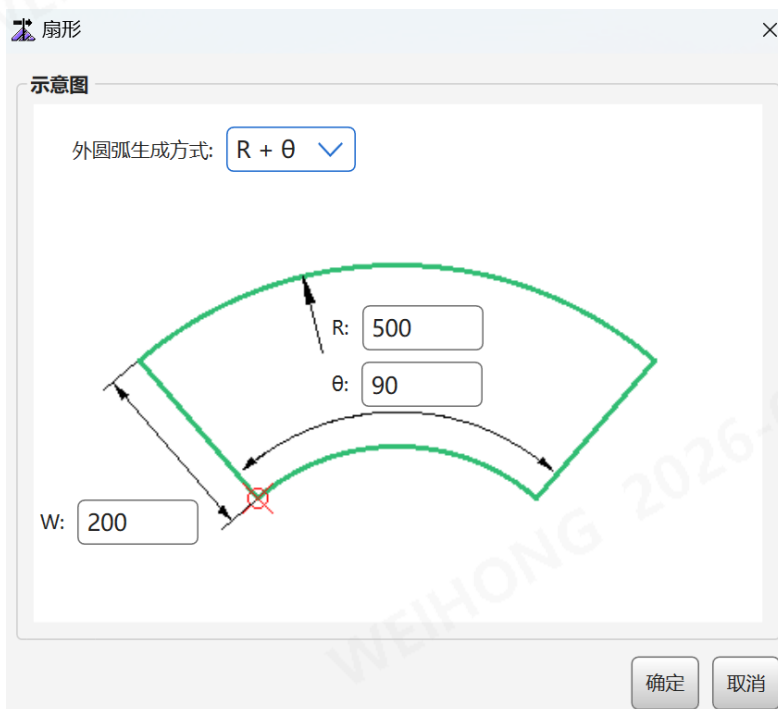 扇形
示意图
外圆弧生成方式: R + θ
R: 500
θ: 90
W: 200
WEIHONG 2026-
确定 取消